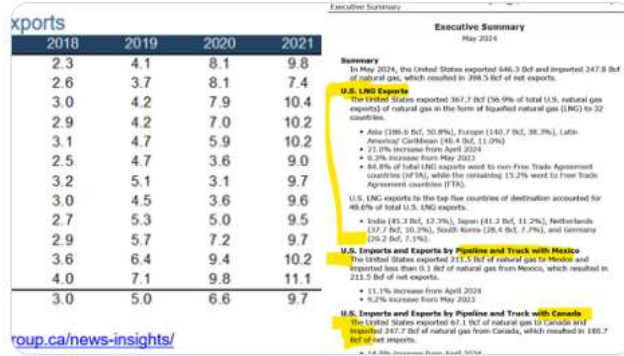 xports
2018 2019 2020 2021
2.3 4.1 8.1 9.8
2.6 3.7 8.1 7.4
3.0 4.2 7.9 10.4
2.9 4.2 7.0 10.2
3.1 4.7 5.9 10.2
2.5 4.7 3.6 9.0
3.2 5.1 3.1 9.7
3.0 4.5 3.6 9.6
2.7 5.3 5.0 9.5
2.9 5.7 7.2 9.7
3.6 6.4 9.4 10.2
4.0 7.1 9.8 11.1
3.0 5.0 6.6 9.7
roup.ca/news-insights/
Executive Summary
Executive Summary
May 2024
Summary
In May 2024, the United States exported 646.3 Bcf and imported 247.8 Bcf
of natural gas, which resulted in 398.5 Bcf of net exports.
U.S. LNG Exports
The United States exported 367.7 Bcf (56.9% of total U.S. natural gas
exports) of natural gas in the form of liquefied natural gas (LNG) to 32
countries.
• Asia (186.6 Bcf, 50.8%), Europe (140.7 Bcf, 38.3%), Latin
America/ Caribbean (40.4 Bcf, 11.0%)
• 21.0% increase from April 2024
• 0.3% increase from May 2023
• 84.8% of total LNG exports went to non-Free Trade Agreement
countries (nFTA), while the remaining 15.2% went to Free Trade
Agreement countries (FTA).
U.S. LNG exports to the top five countries of destination accounted for
48.6% of total U.S. LNG exports.
• India (45.3 Bcf, 12.3%), Japan (41.2 Bcf, 11.2%), Netherlands
(37.7 Bcf, 10.3%), South Korea (28.4 Bcf, 7.7%), and Germany
(26.2 Bcf, 7.1%).
U.S. Imports and Exports by Pipeline and Truck with Mexico
The United States exported 211.5 Bcf of natural gas to Mexico and
imported less than 0.1 Bcf of natural gas from Mexico, which resulted in
211.5 Bcf of net exports.
• 11.1% increase from April 2024
• 9.2% increase from May 2023
U.S. Imports and Exports by Pipeline and Truck with Canada
The United States exported 67.1 Bcf of natural gas to Canada and
imported 247.7 Bcf of natural gas from Canada, which resulted in 180.7
Bcf of net imports.